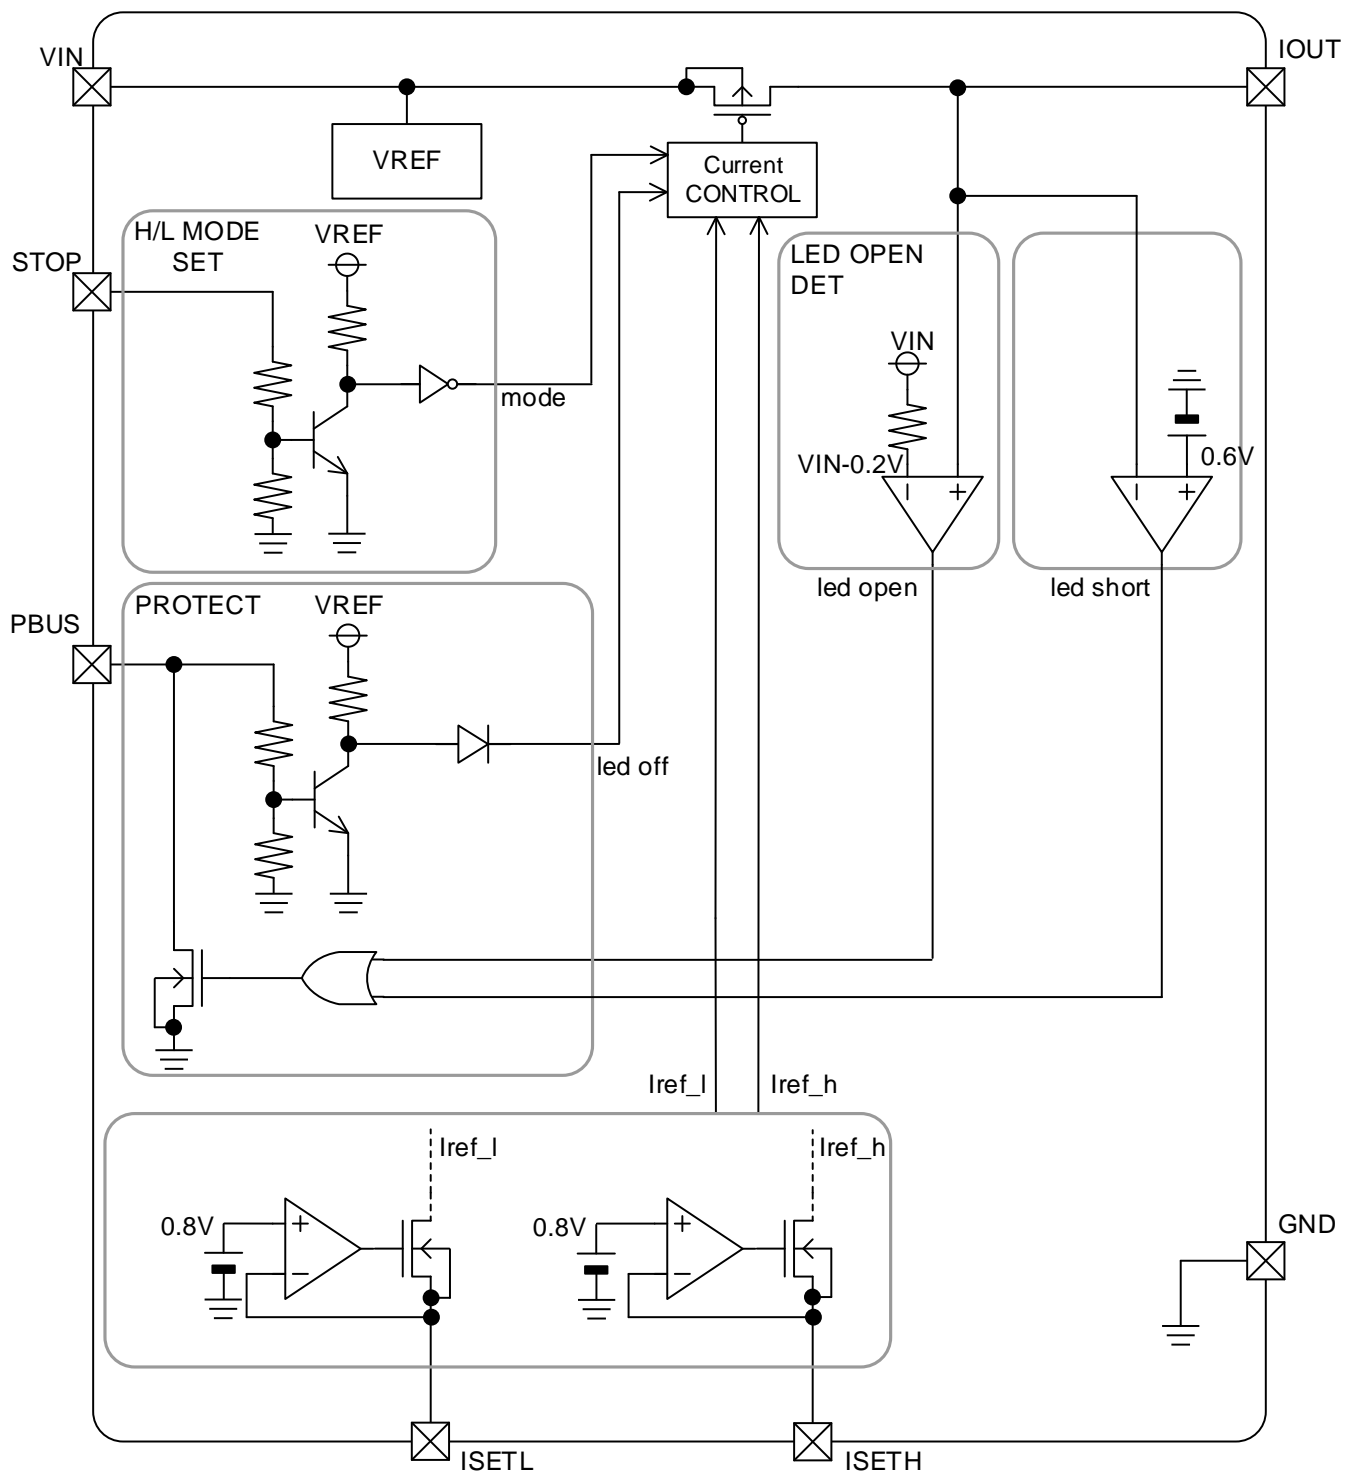 VIN
IOUT
VREF
Current
CONTROL
H/L MODE
SET
VREF
STOP
mode
LED OPEN
DET
VIN
VIN-0.2V
0.6V
led open
led short
PROTECT
VREF
PBUS
led off
Iref_l
Iref_h
Iref_l
Iref_h
0.8V
0.8V
GND
ISETL
ISETH